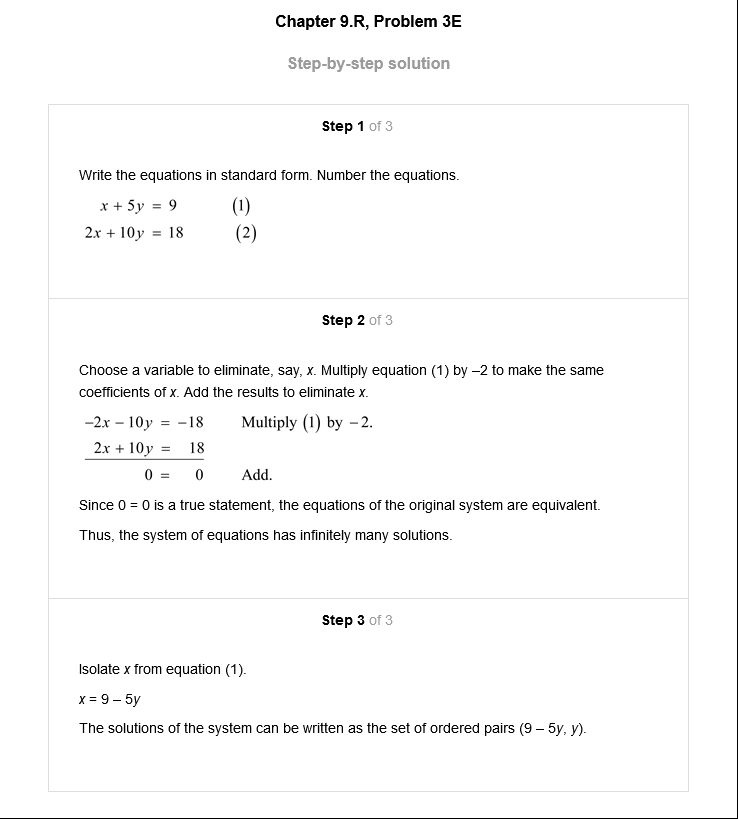 Chapter 9.R, Problem 3E
Step-by-step solution
Step 1 of 3
Write the equations in standard form. Number the equations.
x + 5y = 9 (1)
2x + 10y = 18 (2)
Step 2 of 3
Choose a variable to eliminate, say, x. Multiply equation (1) by –2 to make the same
coefficients of x. Add the results to eliminate x.
−2x − 10y = −18 Multiply (1) by −2.
2x + 10y = 18
0 = 0 Add.
Since 0 = 0 is a true statement, the equations of the original system are equivalent.
Thus, the system of equations has infinitely many solutions.
Step 3 of 3
Isolate x from equation (1).
x = 9 – 5y
The solutions of the system can be written as the set of ordered pairs (9 – 5y, y).